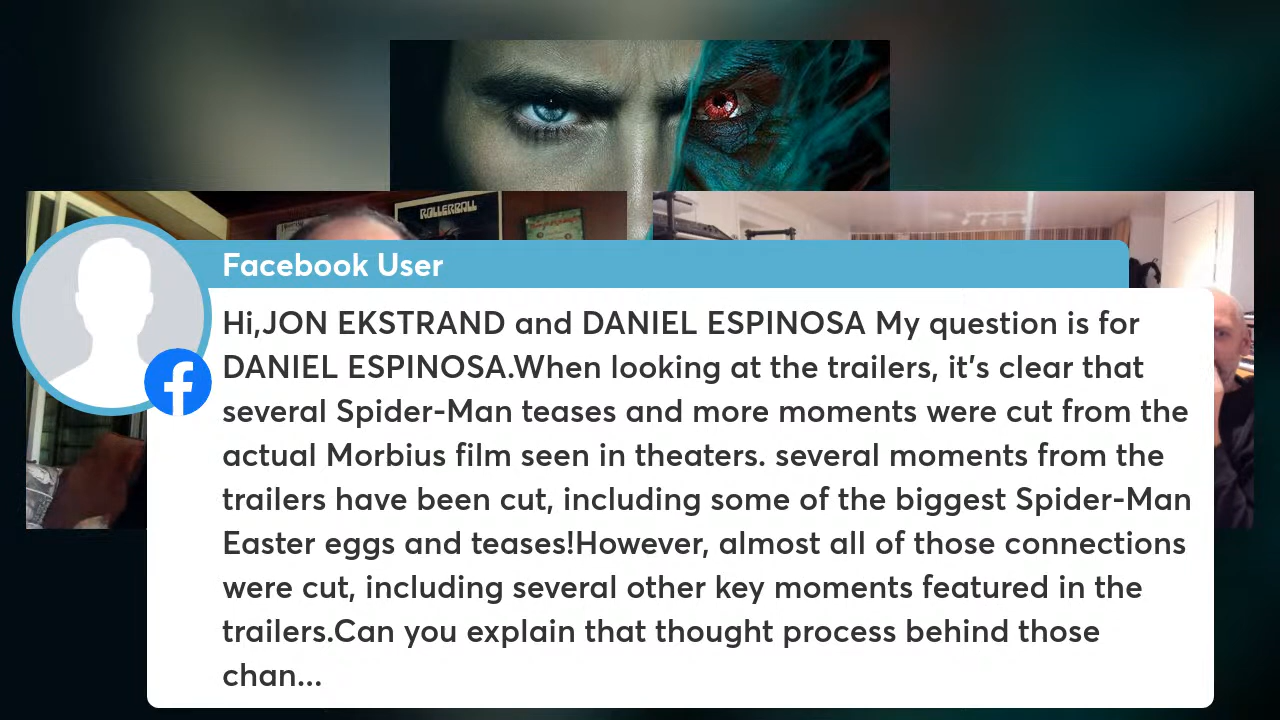 ROLLERBALL
Facebook User
Hi,JON EKSTRAND and DANIEL ESPINOSA My question is for
DANIEL ESPINOSA.When looking at the trailers, it's clear that
several Spider-Man teases and more moments were cut from the
actual Morbius film seen in theaters. several moments from the
trailers have been cut, including some of the biggest Spider-Man
Easter eggs and teases!However, almost all of those connections
were cut, including several other key moments featured in the
trailers.Can you explain that thought process behind those
chan...